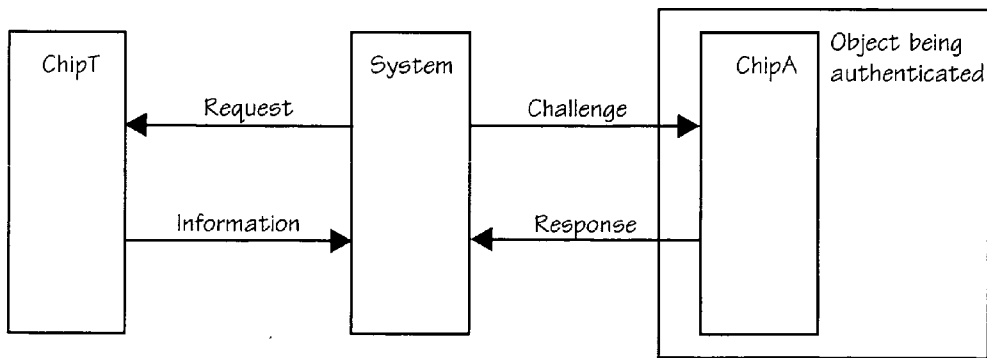 ChipT
System
ChipA
Object being
authenticated
Request
Challenge
Information
Response